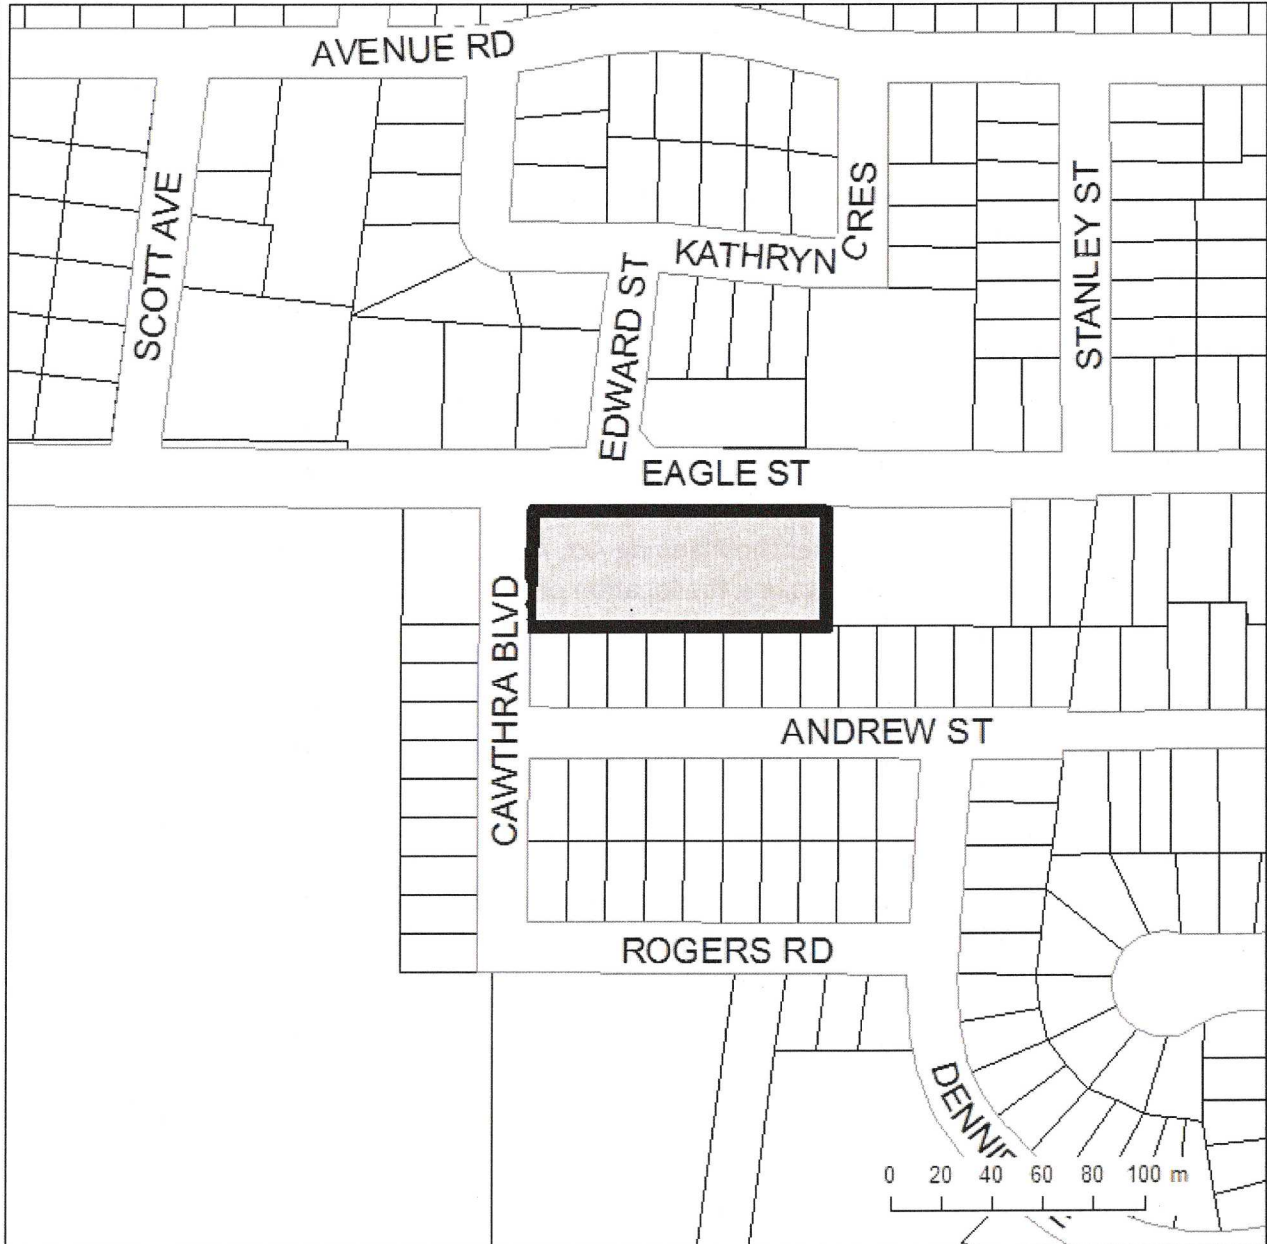 AVENUE RD
SCOTT AVE
KATHRYN CRES
STANLEY ST
EDWARD ST
EAGLE ST
CAWTHRA BLVD
ANDREW ST
ROGERS RD
0 20 40 60 80 100 m